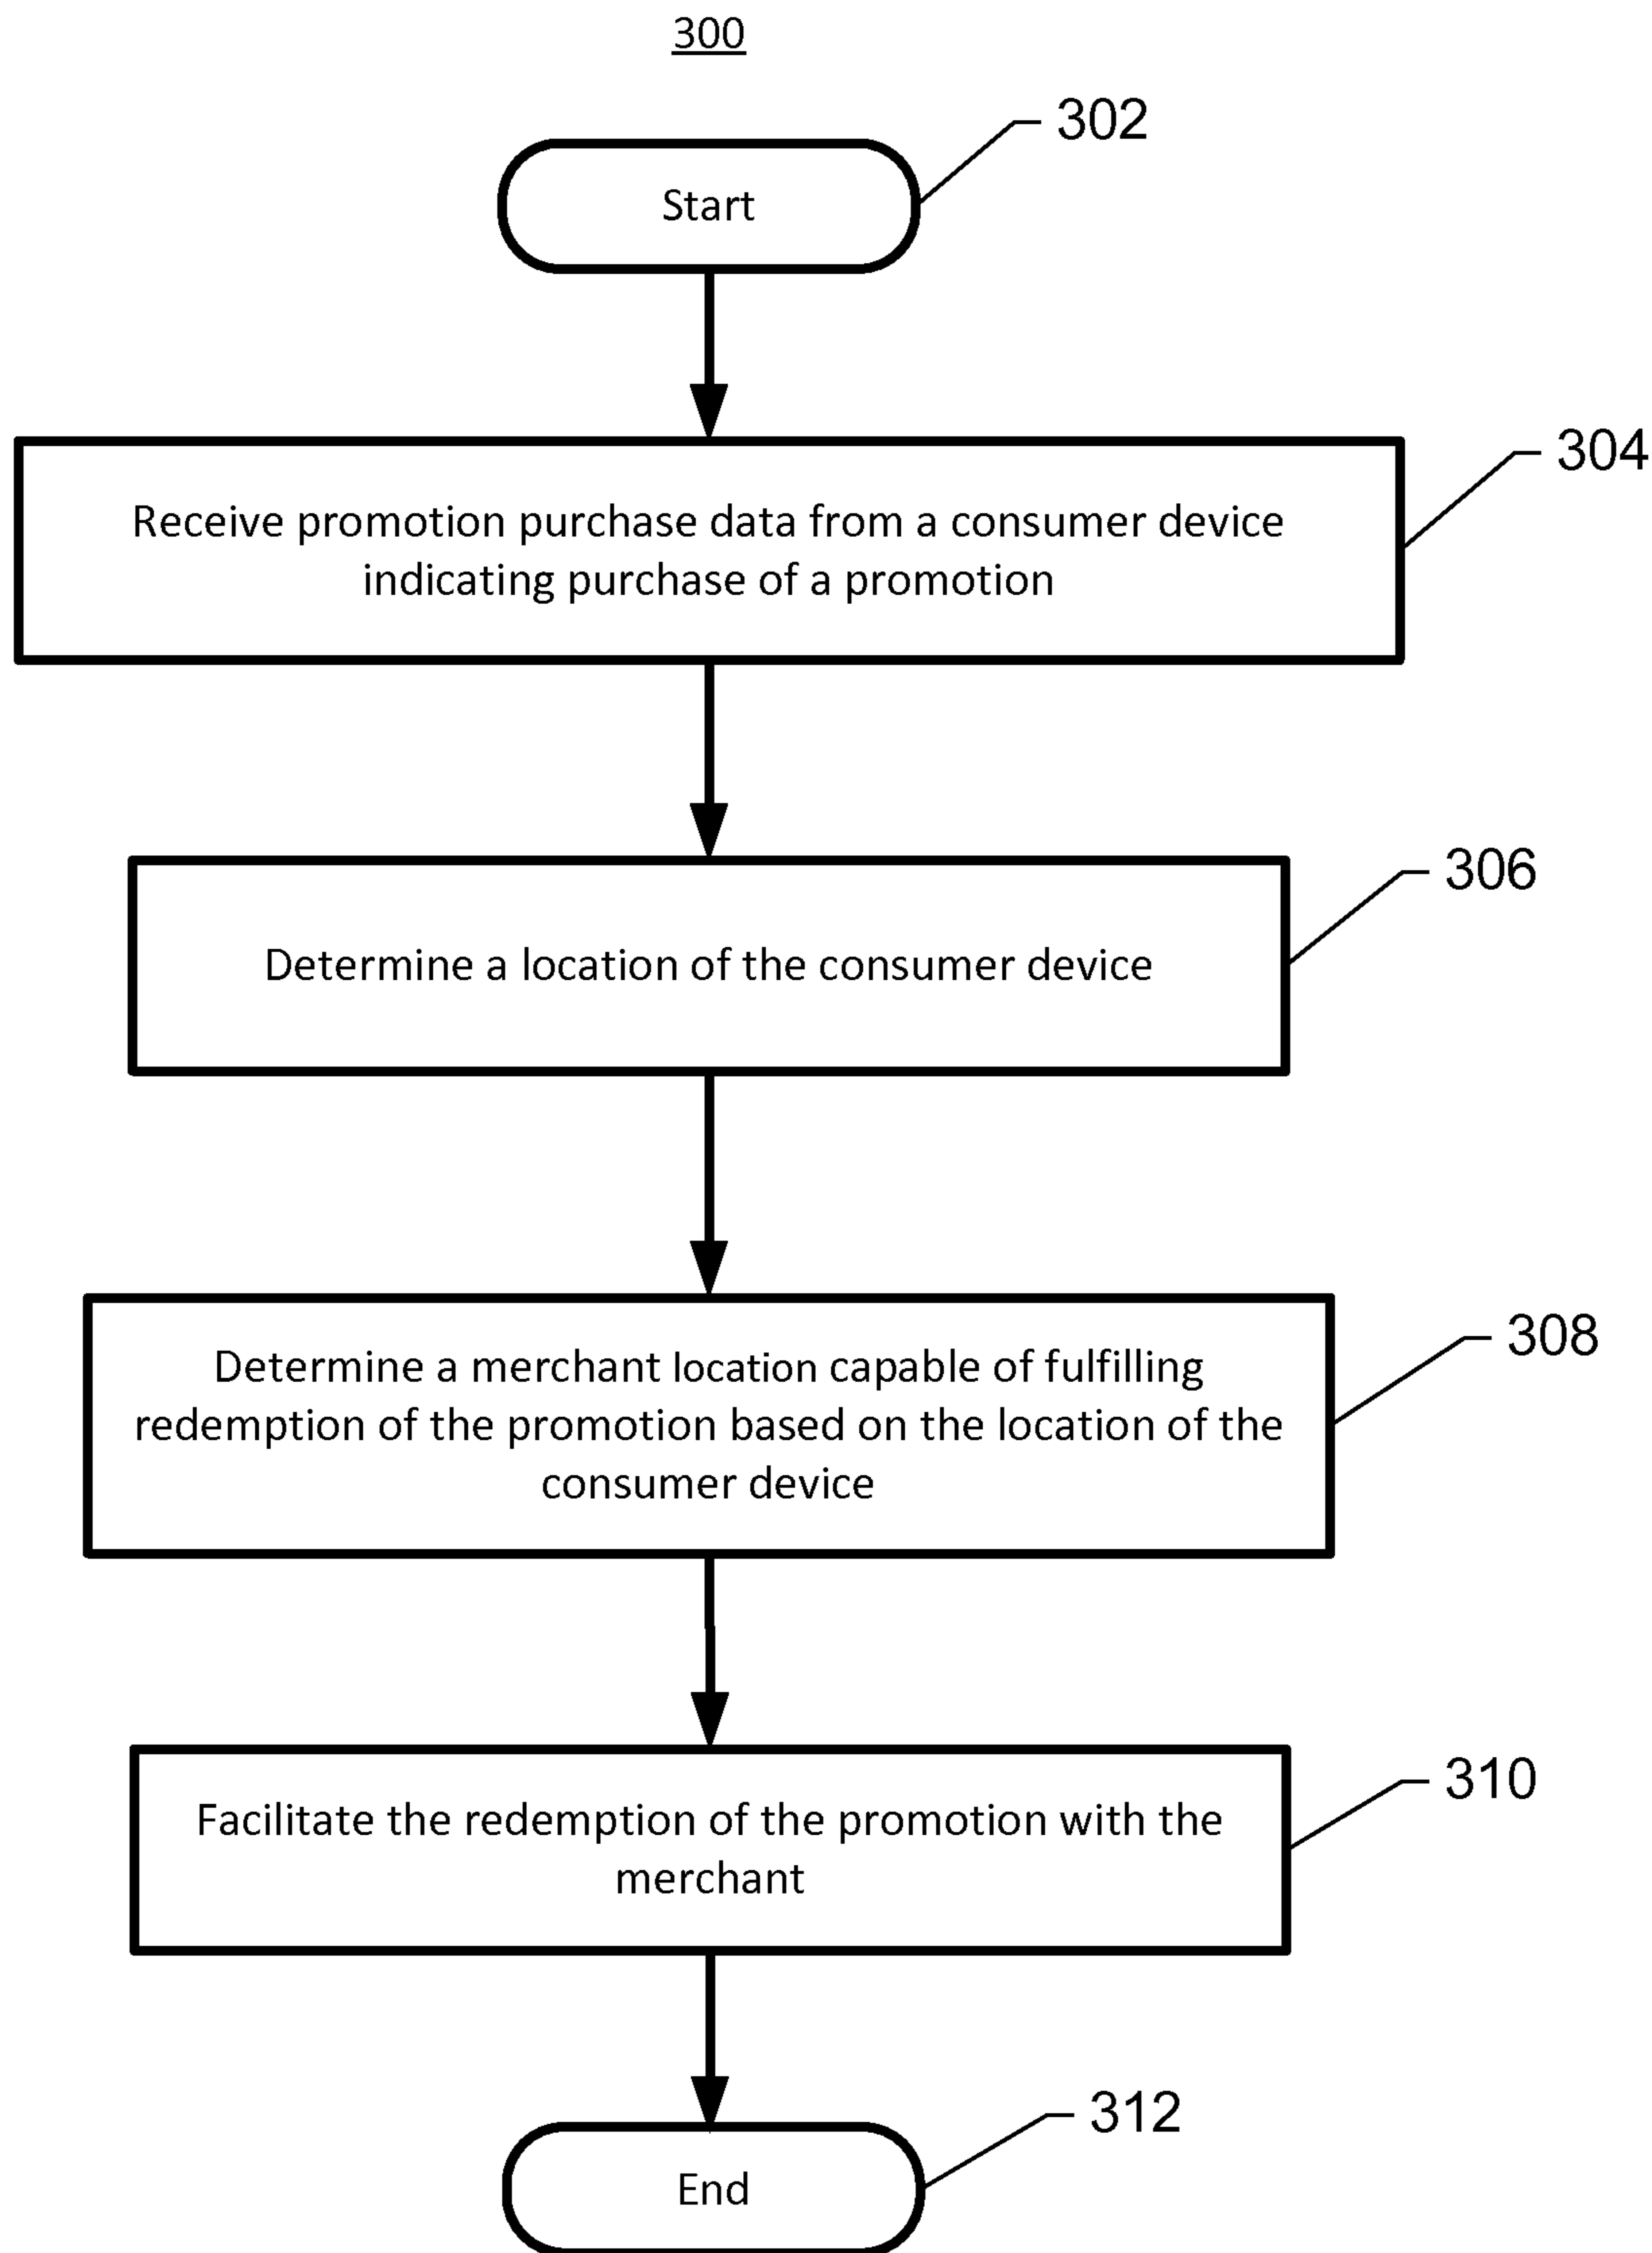 300
302
Start
304
Receive promotion purchase data from a consumer device
indicating purchase of a promotion
306
Determine a location of the consumer device
308
Determine a merchant location capable of fulfilling
redemption of the promotion based on the location of the
consumer device
310
Facilitate the redemption of the promotion with the
merchant
312
End